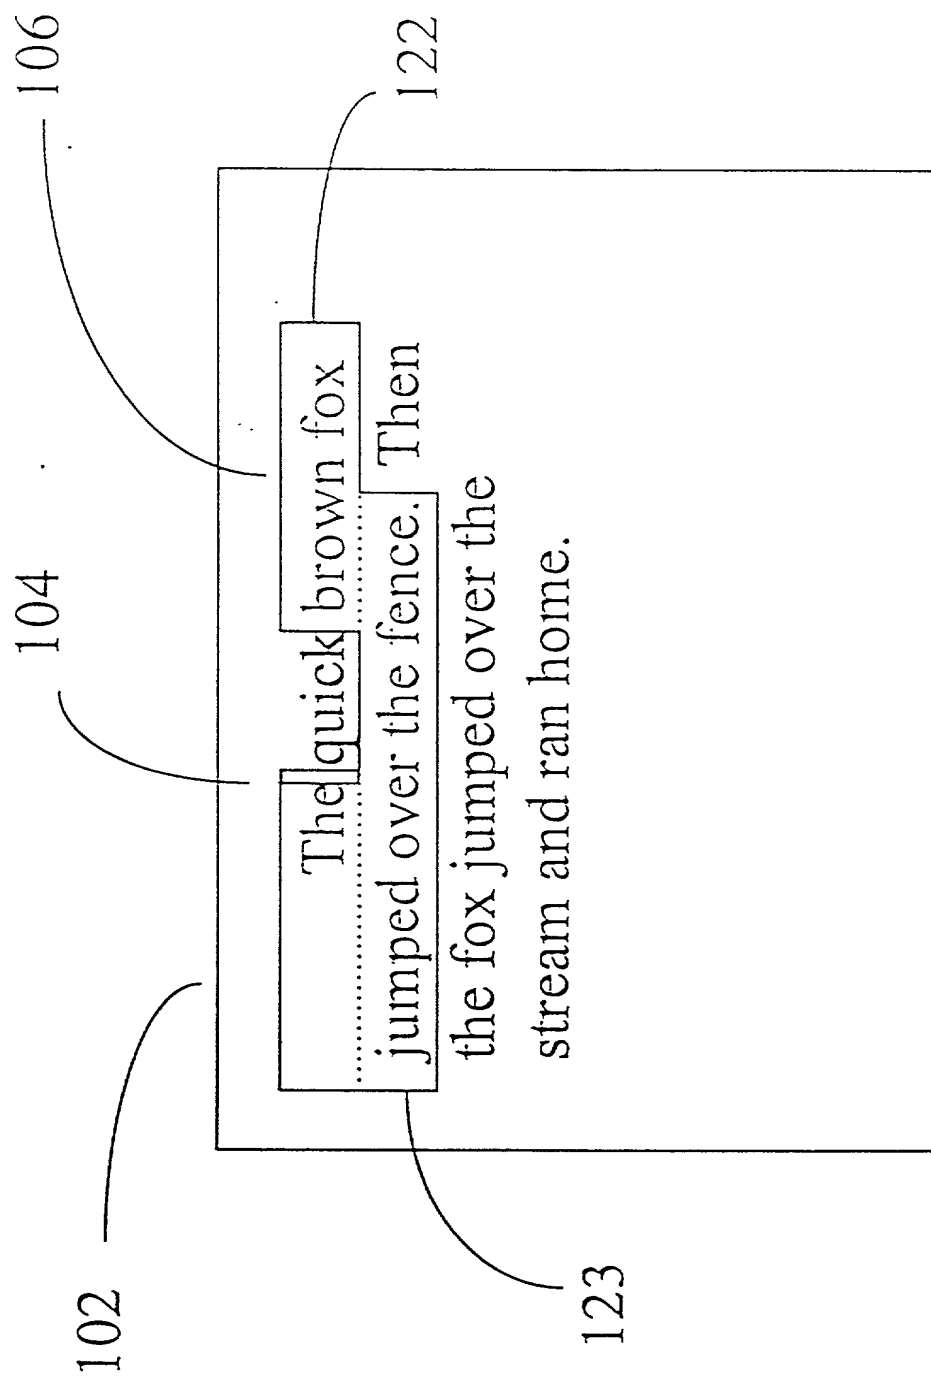 106
104
102
122
The quick brown fox
jumped over the fence. Then
the fox jumped over the
stream and ran home.
123